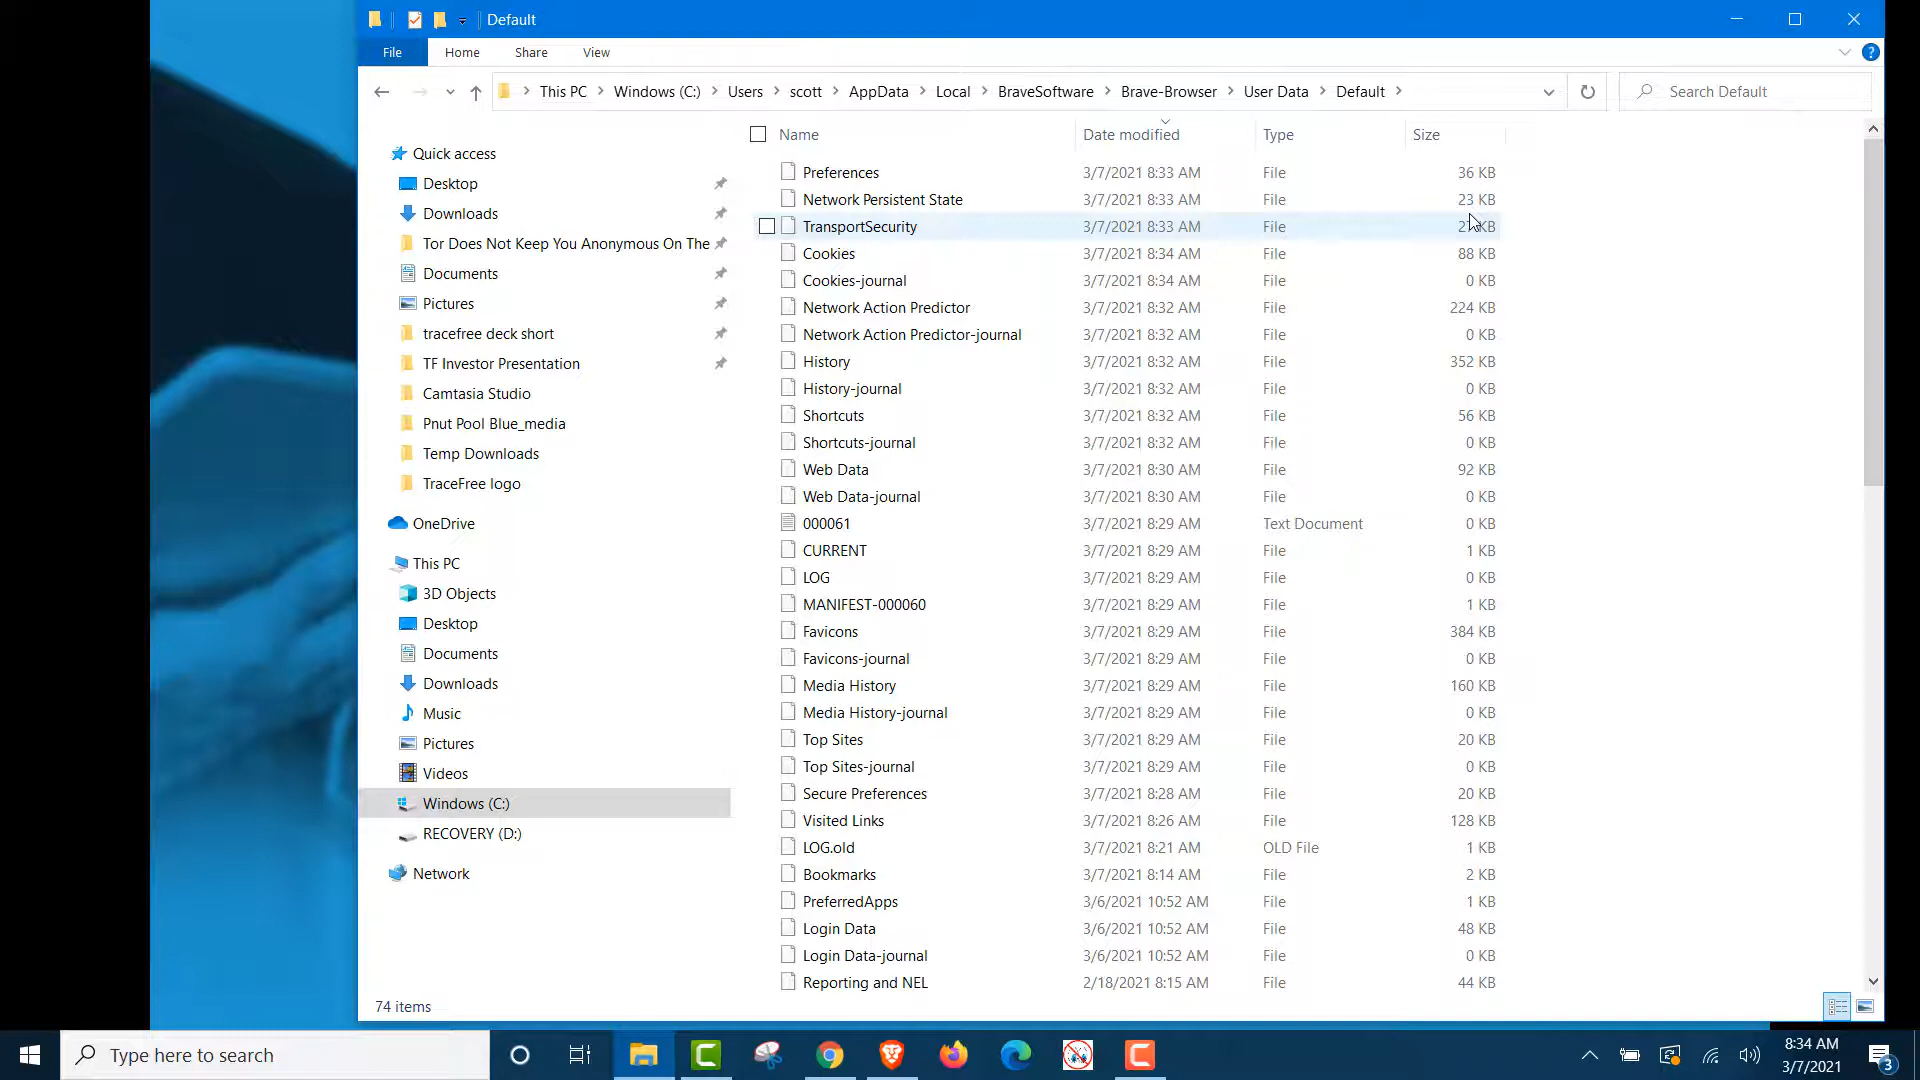 Default
File Home Share View
This PC Windows (C:) Users scott AppData Local BraveSoftware Brave-Browser User Data Default Search Default
Name Date modified Type Size
Quick access
Desktop
Downloads
Tor Does Not Keep You Anonymous On The
Documents
Pictures
tracefree deck short
TF Investor Presentation
Camtasia Studio
Pnut Pool Blue_media
Temp Downloads
TraceFree logo
OneDrive
This PC
3D Objects
Desktop
Documents
Downloads
Music
Pictures
Videos
Windows (C:)
RECOVERY (D:)
Network
Preferences 3/7/2021 8:33 AM File 36 KB
Network Persistent State 3/7/2021 8:33 AM File 23 KB
TransportSecurity 3/7/2021 8:33 AM File KB
Cookies 3/7/2021 8:34 AM File 88 KB
Cookies-journal 3/7/2021 8:34 AM File 0 KB
Network Action Predictor 3/7/2021 8:32 AM File 224 KB
Network Action Predictor-journal 3/7/2021 8:32 AM File 0 KB
History 3/7/2021 8:32 AM File 352 KB
History-journal 3/7/2021 8:32 AM File 0 KB
Shortcuts 3/7/2021 8:32 AM File 56 KB
Shortcuts-journal 3/7/2021 8:32 AM File 0 KB
Web Data 3/7/2021 8:30 AM File 92 KB
Web Data-journal 3/7/2021 8:30 AM File 0 KB
000061 3/7/2021 8:29 AM Text Document 0 KB
CURRENT 3/7/2021 8:29 AM File 1 KB
LOG 3/7/2021 8:29 AM File 0 KB
MANIFEST-000060 3/7/2021 8:29 AM File 1 KB
Favicons 3/7/2021 8:29 AM File 384 KB
Favicons-journal 3/7/2021 8:29 AM File 0 KB
Media History 3/7/2021 8:29 AM File 160 KB
Media History-journal 3/7/2021 8:29 AM File 0 KB
Top Sites 3/7/2021 8:29 AM File 20 KB
Top Sites-journal 3/7/2021 8:29 AM File 0 KB
Secure Preferences 3/7/2021 8:28 AM File 20 KB
Visited Links 3/7/2021 8:26 AM File 128 KB
LOG.old 3/7/2021 8:21 AM OLD File 1 KB
Bookmarks 3/7/2021 8:14 AM File 2 KB
PreferredApps 3/6/2021 10:52 AM File 1 KB
Login Data 3/6/2021 10:52 AM File 48 KB
Login Data-journal 3/6/2021 10:52 AM File 0 KB
Reporting and NEL 2/18/2021 8:15 AM File 44 KB
74 items
Type here to search
8:34 AM
3/7/2021
3